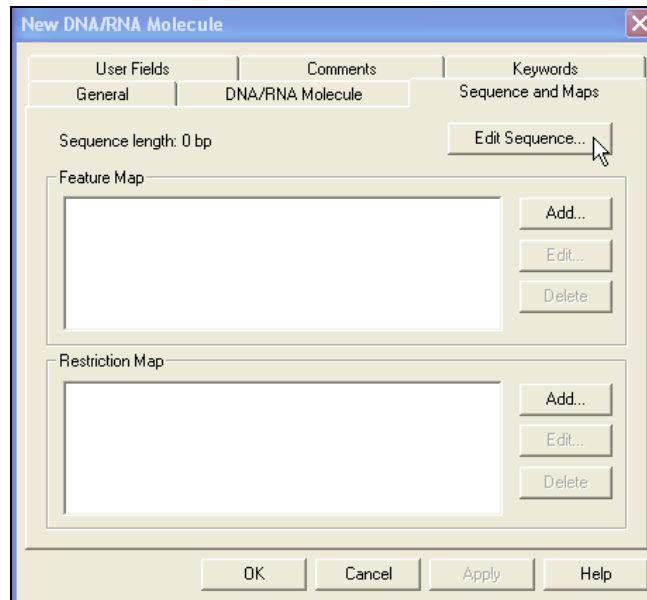 New DNA/RNA Molecule
User Fields Comments Keywords
General DNA/RNA Molecule Sequence and Maps
Sequence length: 0 bp Edit Sequence...
Feature Map
Add...
Edit...
Delete
Restriction Map
Add...
Edit...
Delete
OK Cancel Apply Help